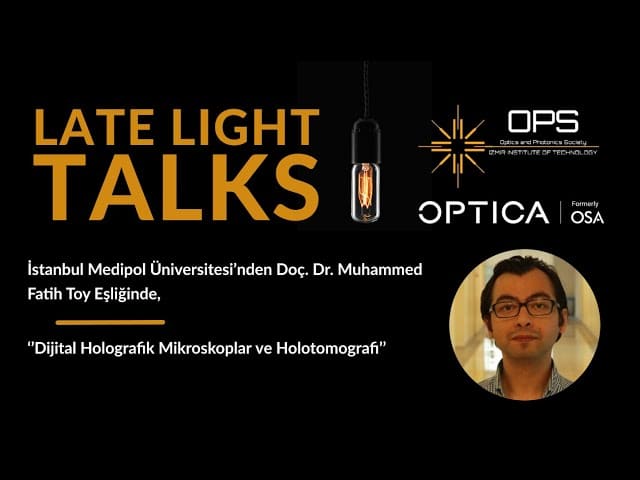 LATE LIGHT
TALKS
OPS
Optics and Photonics Society
IZMIR INSTITUTE OF TECHNOLOGY
OPTICA
Formerly
OSA
İstanbul Medipol Üniversitesi’nden Doç. Dr. Muhammed
Fatih Toy Eşliğinde,
‘’Dijital Holografik Mikroskoplar ve Holotomografi’’